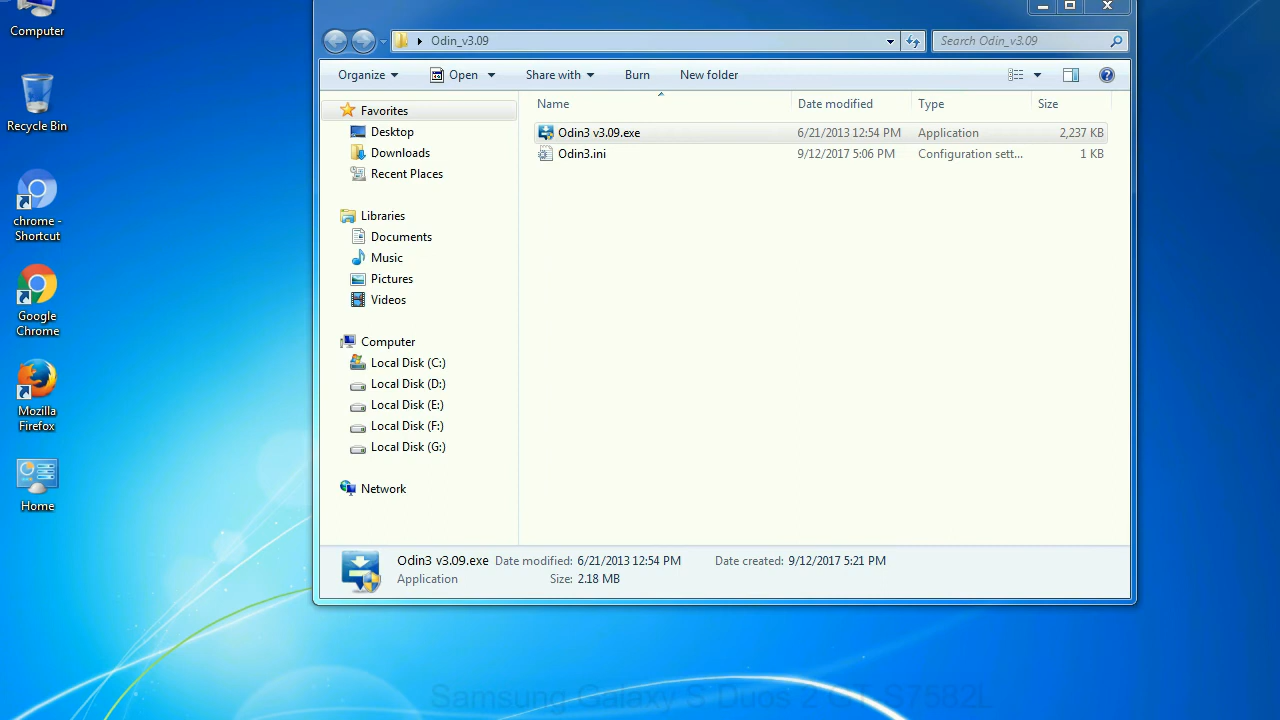 Computer
Recycle Bin
chrome -
Shortcut
Google
Chrome
Mozilla
Firefox
Home
Odin_v3.09
Search Odin_v3.09
Organize Open Share with Burn New folder
Favorites
Desktop
Downloads
Recent Places
Libraries
Documents
Music
Pictures
Videos
Computer
Local Disk (C:)
Local Disk (D:)
Local Disk (E:)
Local Disk (F:)
Local Disk (G:)
Network
Name Date modified Type Size
Odin3 v3.09.exe 6/21/2013 12:54 PM Application 2,237 KB
Odin3.ini 9/12/2017 5:06 PM Configuration sett... 1 KB
Odin3 v3.09.exe Date modified: 6/21/2013 12:54 PM Date created: 9/12/2017 5:21 PM
Application Size: 2.18 MB
Samsung Galaxy S Duos 2 GT-S7582L